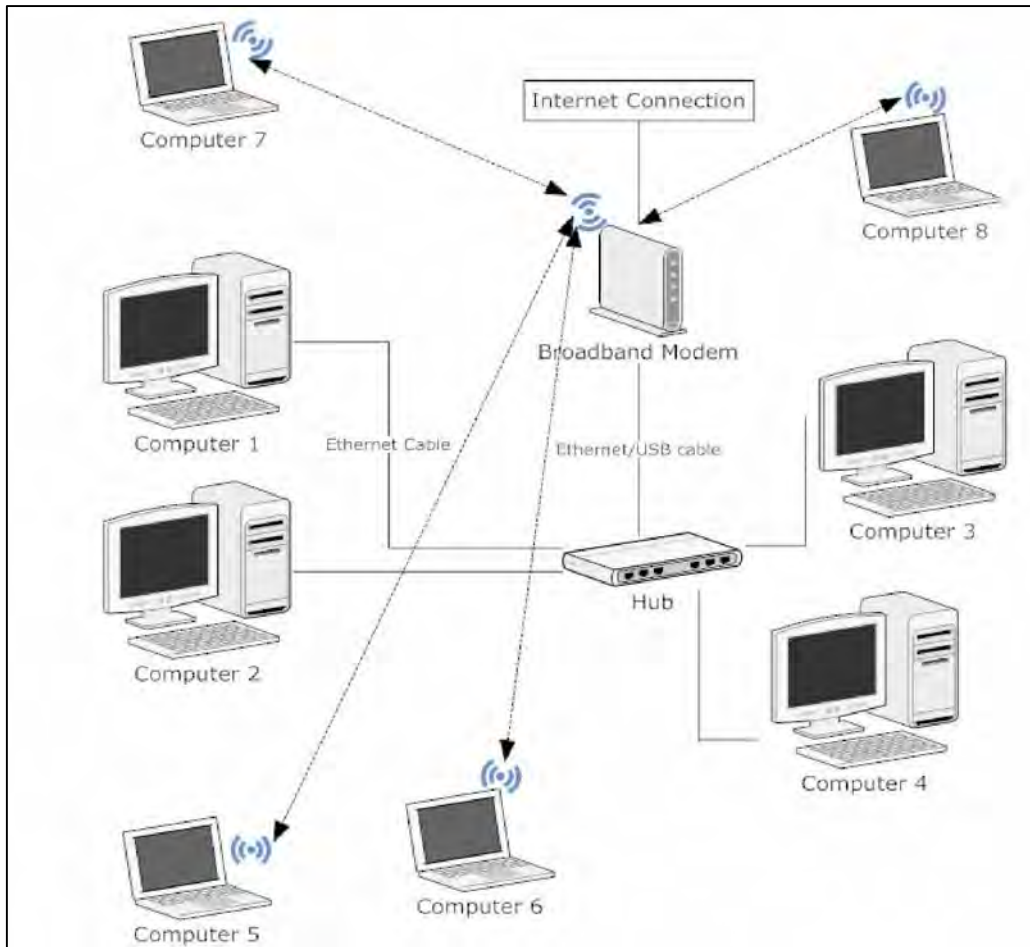 Computer 7
Internet Connection
Computer 8
Broadband Modem
Computer 1
Ethernet Cable
Ethernet/USB cable
Computer 3
Hub
Computer 2
Computer 4
Computer 6
Computer 5